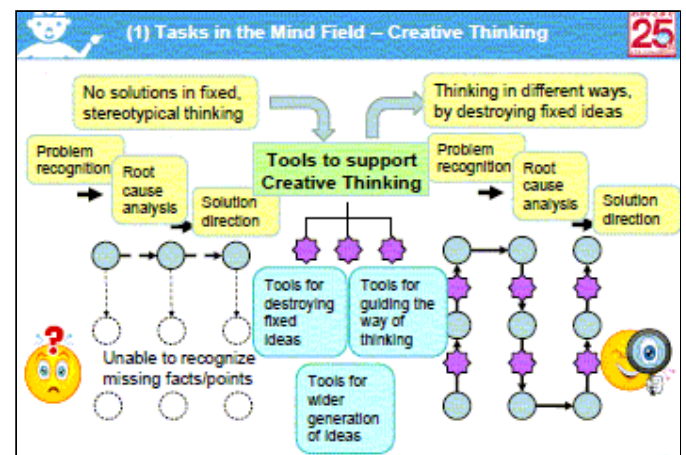 (1) Tasks in the Mind Field – Creative Thinking
25
No solutions in fixed,
stereotypical thinking
Thinking in different ways,
by destroying fixed ideas
Problem
recognition
Root
cause
analysis
Solution
direction
Tools to support
Creative Thinking
Problem
recognition
Root
cause
analysis
Solution
direction
Tools for
destroying
fixed
ideas
Tools for
guiding the
way of
thinking
?
Unable to recognize
missing facts/points
Tools for
wider
generation
of ideas